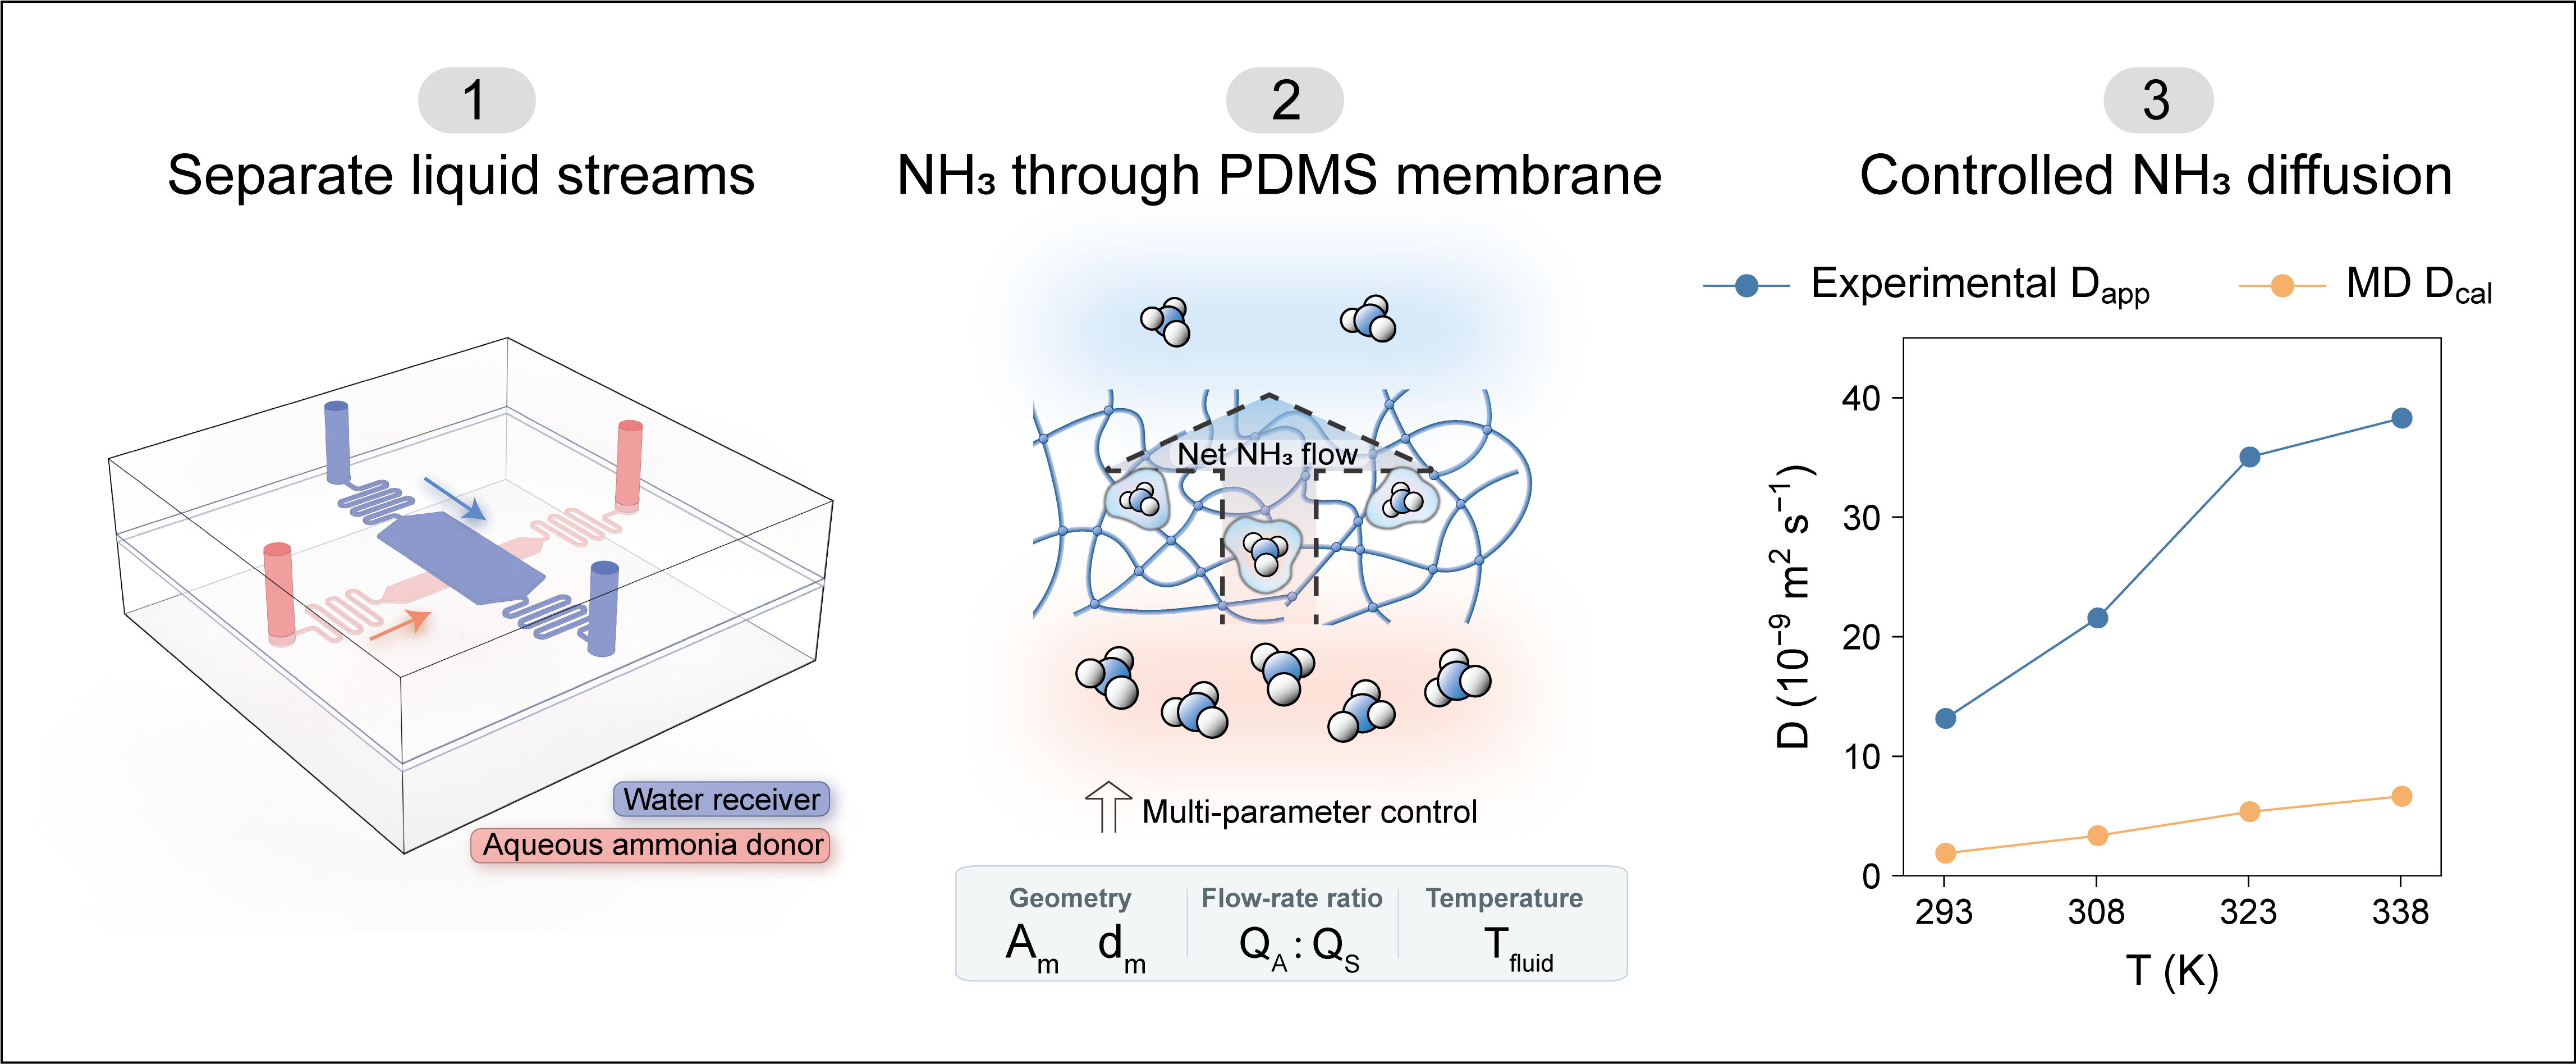 1
Separate liquid streams
Water receiver
Aqueous ammonia donor
2
NH₃ through PDMS membrane
Net NH₃ flow
Multi-parameter control
Geometry
Aₘ dₘ
Flow-rate ratio
Q_A : Q_S
Temperature
T_fluid
3
Controlled NH₃ diffusion
Experimental D_app
MD D_cal
D (10⁻⁹ m² s⁻¹)
40
30
20
10
0
293 308 323 338
T (K)